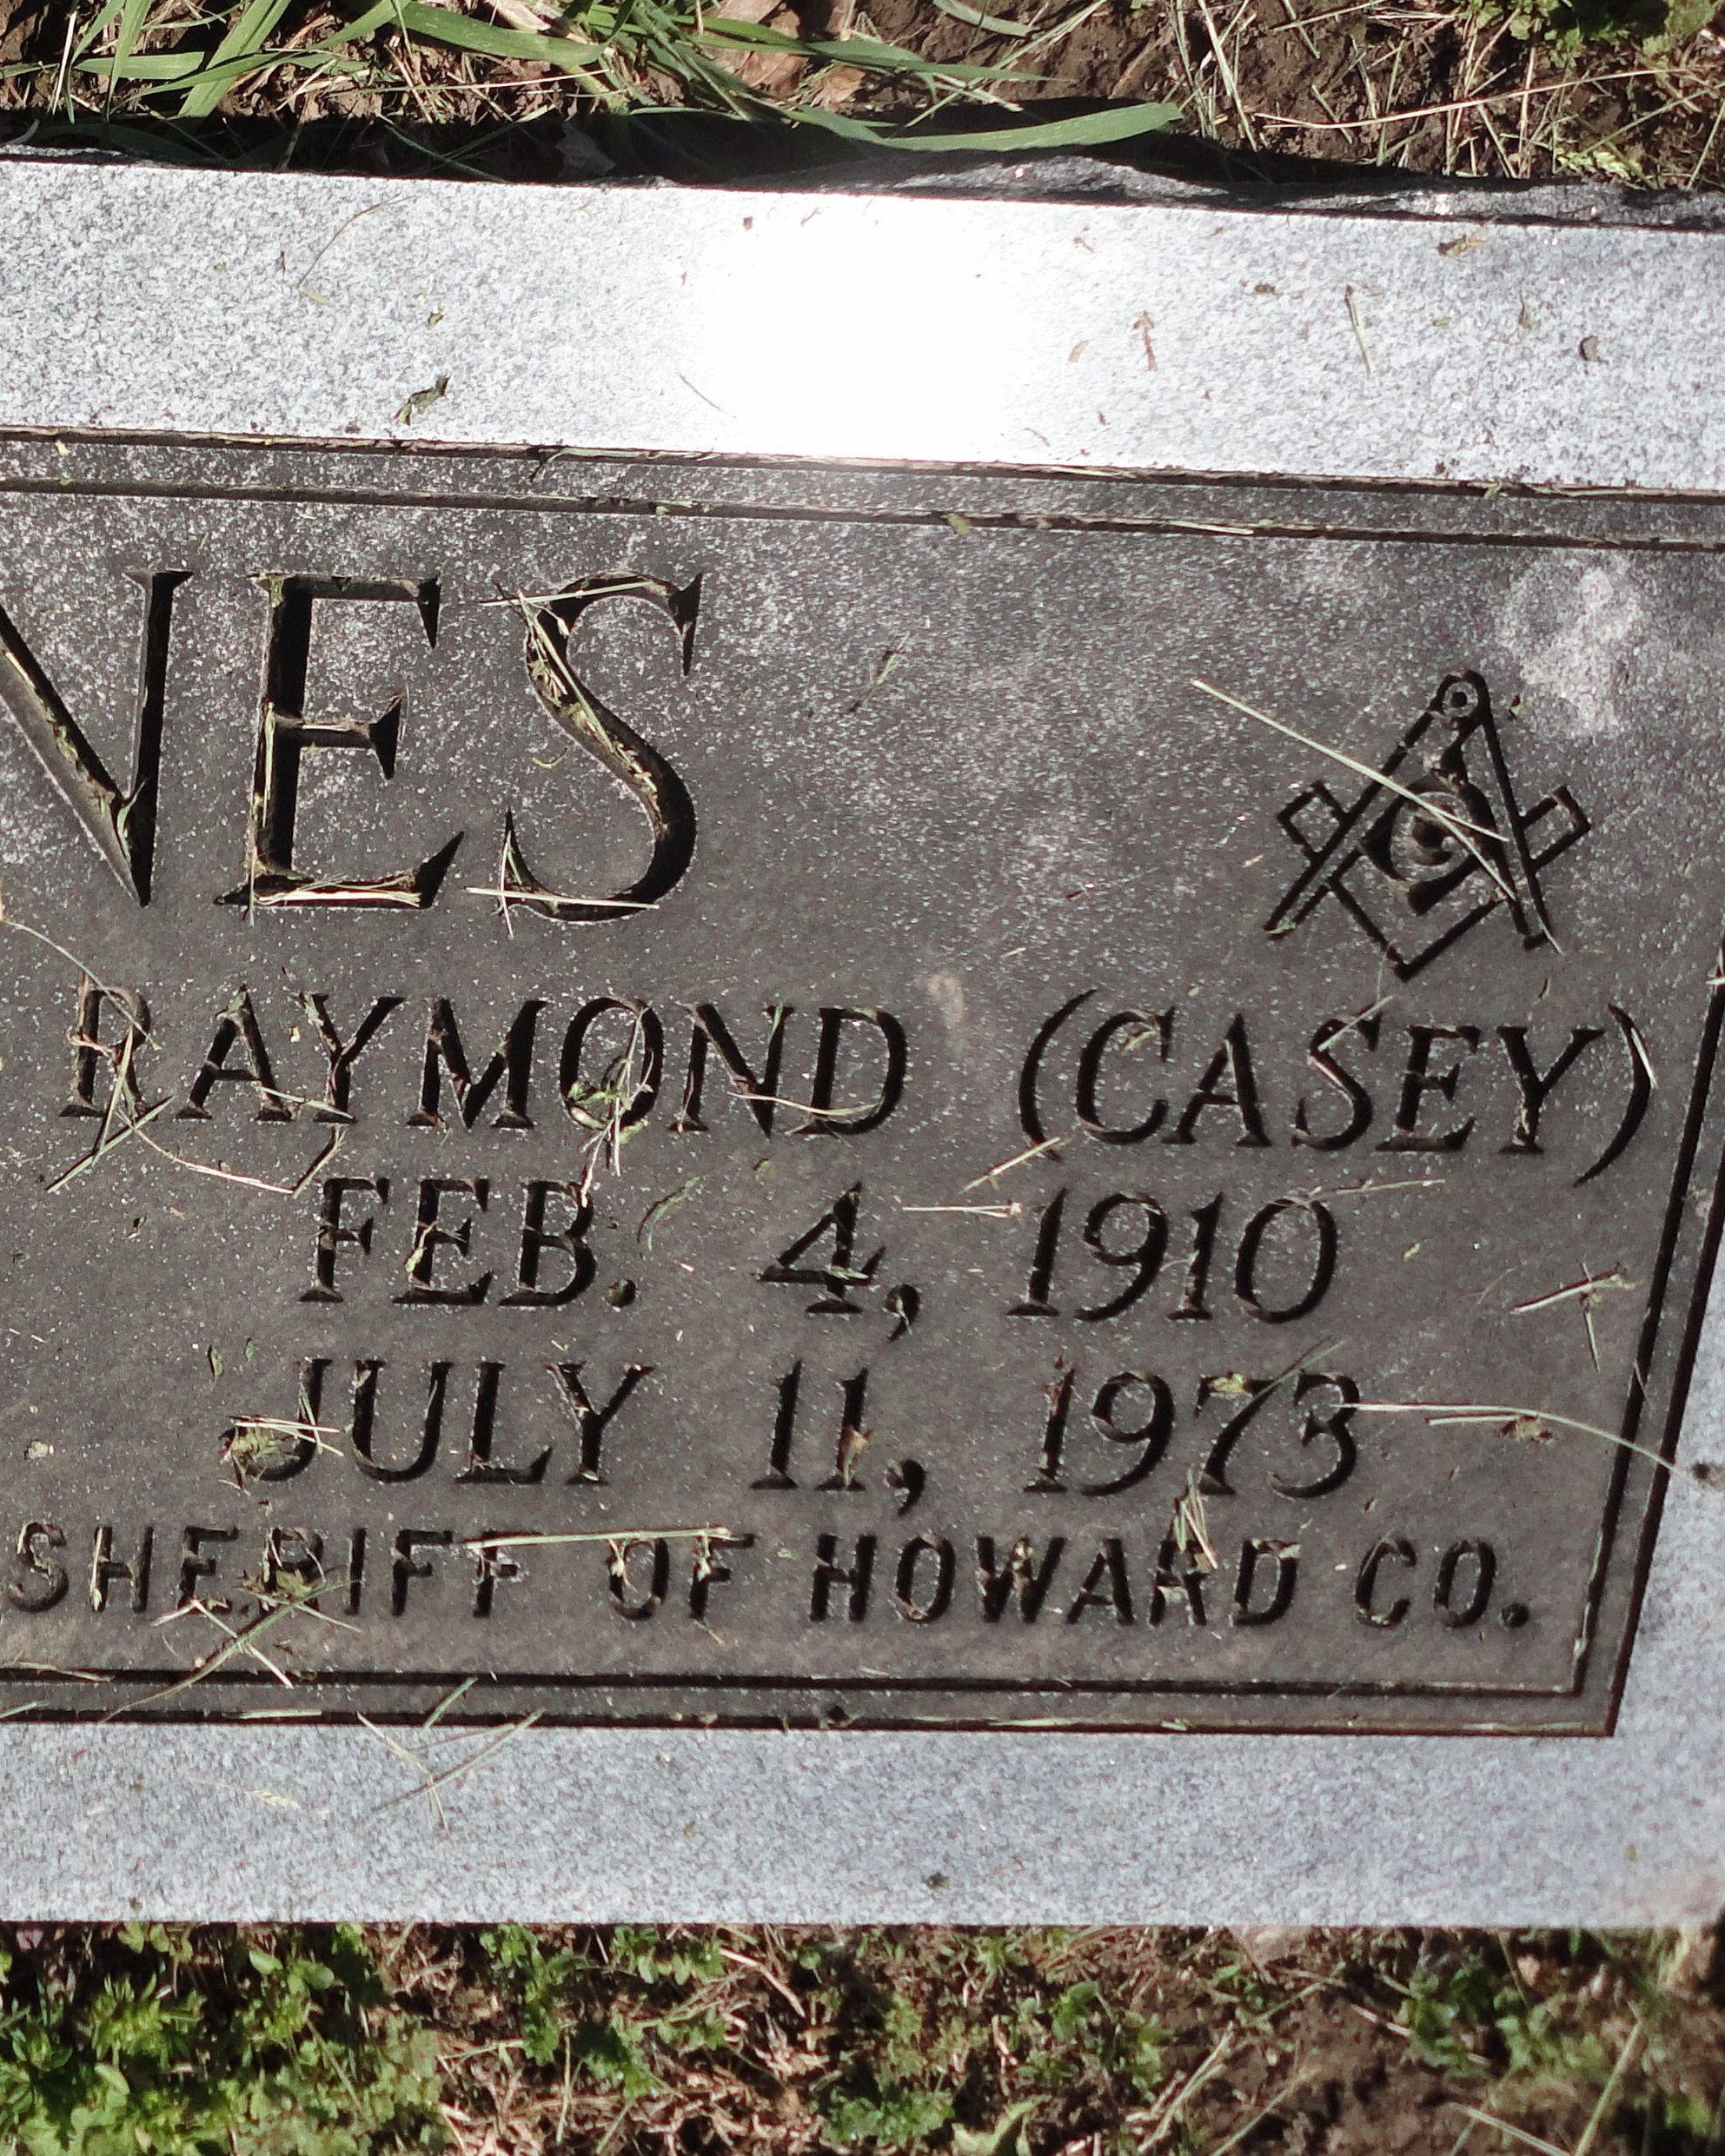 NES
G
RAYMOND (CASEY)
FEB. 4, 1910
JULY 11, 1973
SHERIFF OF HOWARD CO.